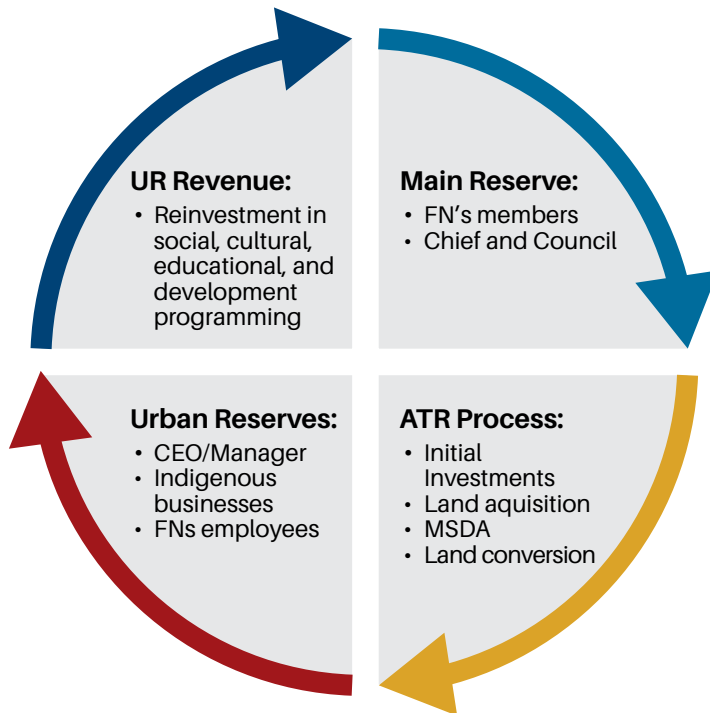 UR Revenue:
• Reinvestment in
social, cultural,
educational, and
development
programming
Main Reserve:
• FN's members
• Chief and Council
Urban Reserves:
• CEO/Manager
• Indigenous
businesses
• FNs employees
ATR Process:
• Initial
Investments
• Land aquisition
• MSDA
• Land conversion